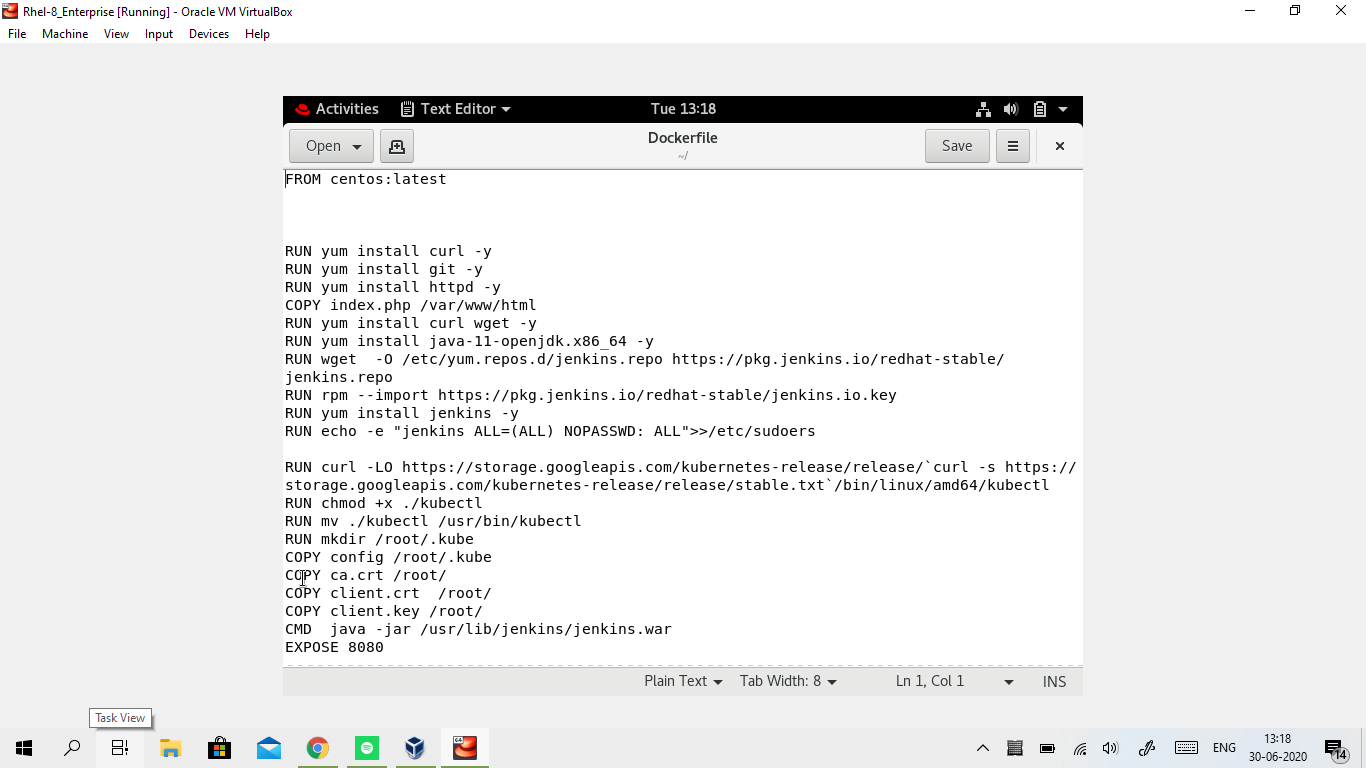 Rhel-8_Enterprise [Running] - Oracle VM VirtualBox
File Machine View Input Devices Help
Activities Text Editor Tue 13:18
Open Dockerfile Save
~/
FROM centos:latest
RUN yum install curl -y
RUN yum install git -y
RUN yum install httpd -y
COPY index.php /var/www/html
RUN yum install curl wget -y
RUN yum install java-11-openjdk.x86_64 -y
RUN wget  -O /etc/yum.repos.d/jenkins.repo https://pkg.jenkins.io/redhat-stable/
jenkins.repo
RUN rpm --import https://pkg.jenkins.io/redhat-stable/jenkins.io.key
RUN yum install jenkins -y
RUN echo -e "jenkins ALL=(ALL) NOPASSWD: ALL">>/etc/sudoers
RUN curl -LO https://storage.googleapis.com/kubernetes-release/release/`curl -s https://
storage.googleapis.com/kubernetes-release/release/stable.txt`/bin/linux/amd64/kubectl
RUN chmod +x ./kubectl
RUN mv ./kubectl /usr/bin/kubectl
RUN mkdir /root/.kube
COPY config /root/.kube
COPY ca.crt /root/
COPY client.crt  /root/
COPY client.key /root/
CMD  java -jar /usr/lib/jenkins/jenkins.war
EXPOSE 8080
Plain Text Tab Width: 8 Ln 1, Col 1 INS
Task View
64
ENG 13:18
30-06-2020
14